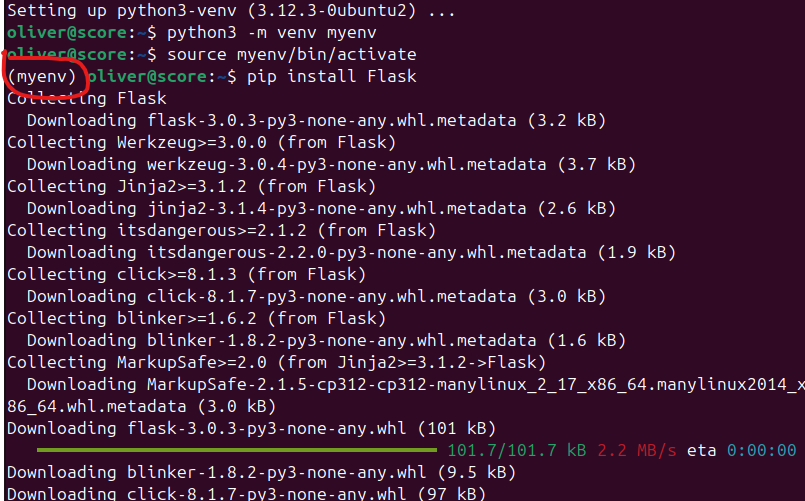 Setting up python3-venv (3.12.3-0ubuntu2) ...
oliver@score:~$ python3 -m venv myenv
oliver@score:~$ source myenv/bin/activate
(myenv) oliver@score:~$ pip install Flask
Collecting Flask
  Downloading flask-3.0.3-py3-none-any.whl.metadata (3.2 kB)
Collecting Werkzeug>=3.0.0 (from Flask)
  Downloading werkzeug-3.0.4-py3-none-any.whl.metadata (3.7 kB)
Collecting Jinja2>=3.1.2 (from Flask)
  Downloading jinja2-3.1.4-py3-none-any.whl.metadata (2.6 kB)
Collecting itsdangerous>=2.1.2 (from Flask)
  Downloading itsdangerous-2.2.0-py3-none-any.whl.metadata (1.9 kB)
Collecting click>=8.1.3 (from Flask)
  Downloading click-8.1.7-py3-none-any.whl.metadata (3.0 kB)
Collecting blinker>=1.6.2 (from Flask)
  Downloading blinker-1.8.2-py3-none-any.whl.metadata (1.6 kB)
Collecting MarkupSafe>=2.0 (from Jinja2>=3.1.2->Flask)
  Downloading MarkupSafe-2.1.5-cp312-cp312-manylinux_2_17_x86_64.manylinux2014_x
86_64.whl.metadata (3.0 kB)
Downloading flask-3.0.3-py3-none-any.whl (101 kB)
101.7/101.7 kB 2.2 MB/s eta 0:00:00
Downloading blinker-1.8.2-py3-none-any.whl (9.5 kB)
Downloading click-8.1.7-py3-none-any.whl (97 kB)